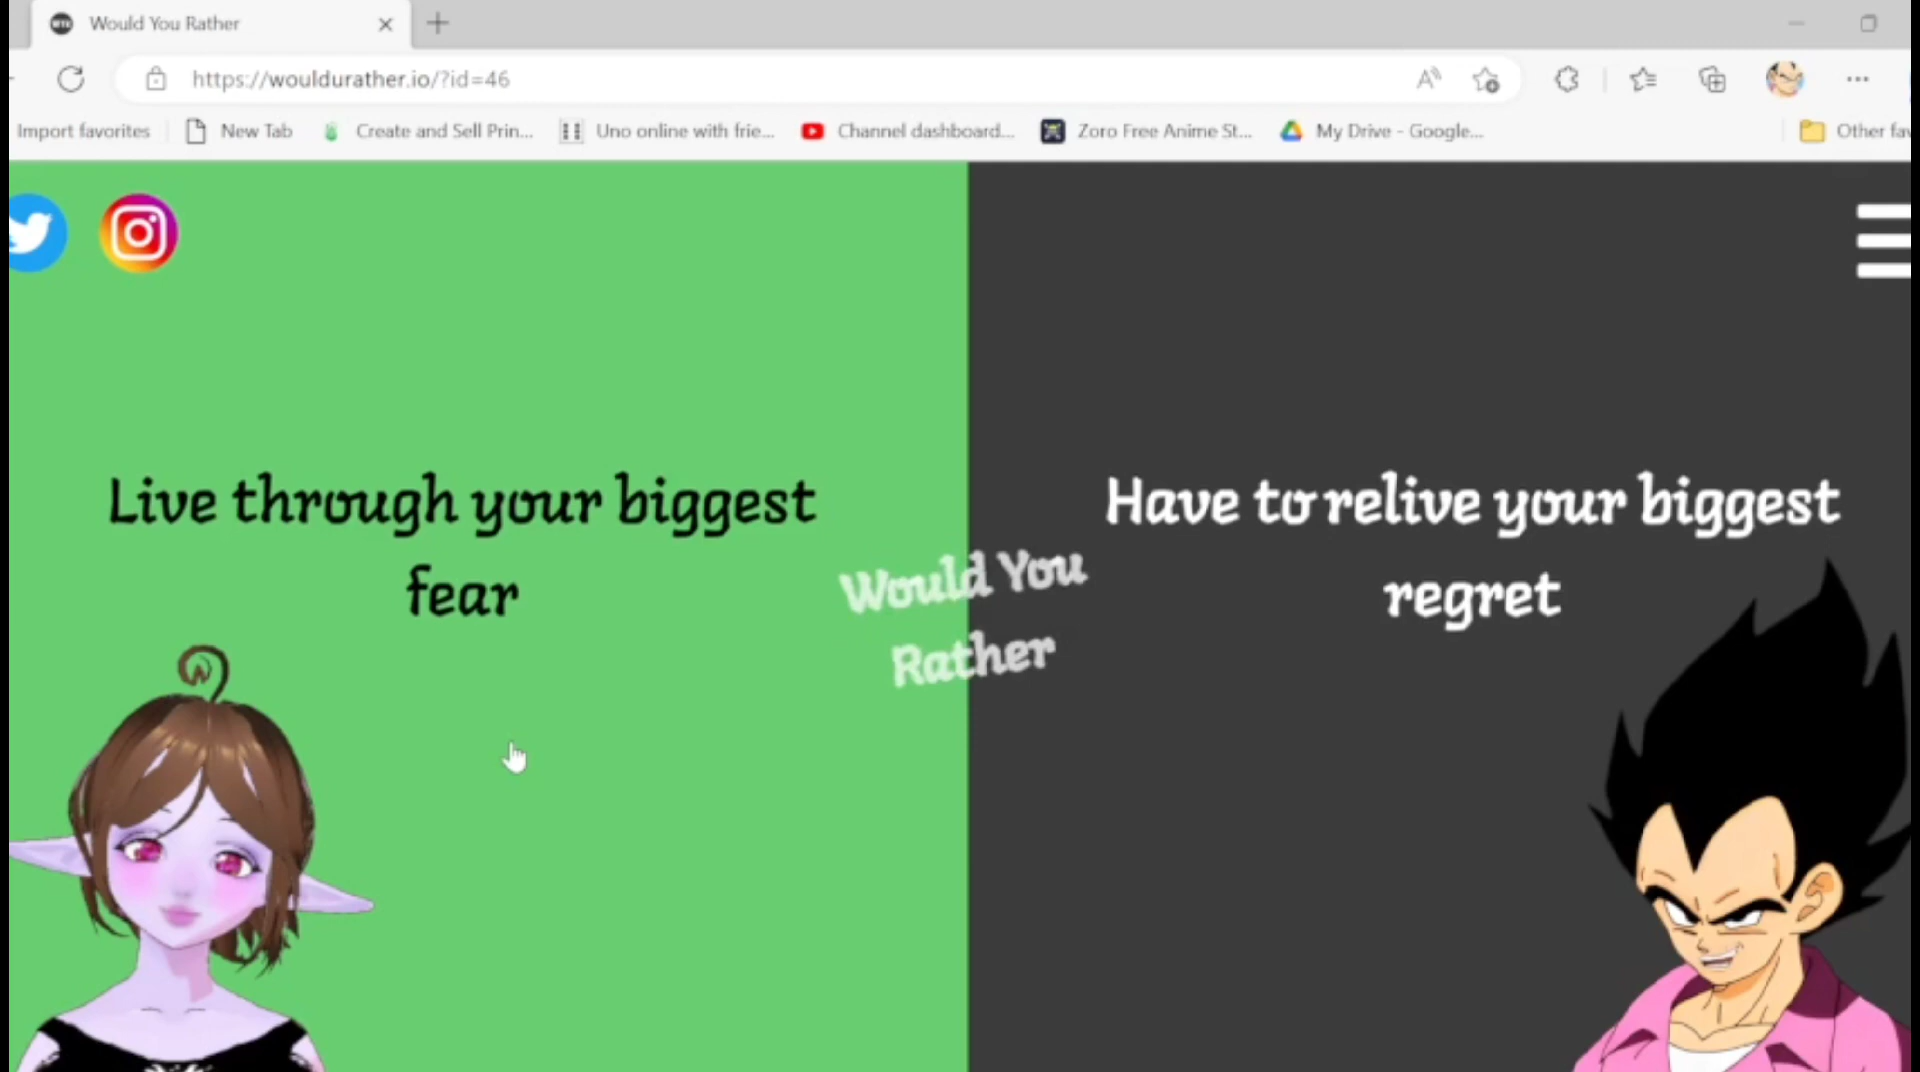 Would You Rather
https://wouldurather.io/?id=46
Import favorites
New Tab
Create and Sell Prin...
Uno online with frie...
Channel dashboard...
Zoro Free Anime St...
My Drive - Google...
Other fav
Live through your biggest
fear
Would You
Rather
Have to relive your biggest
regret